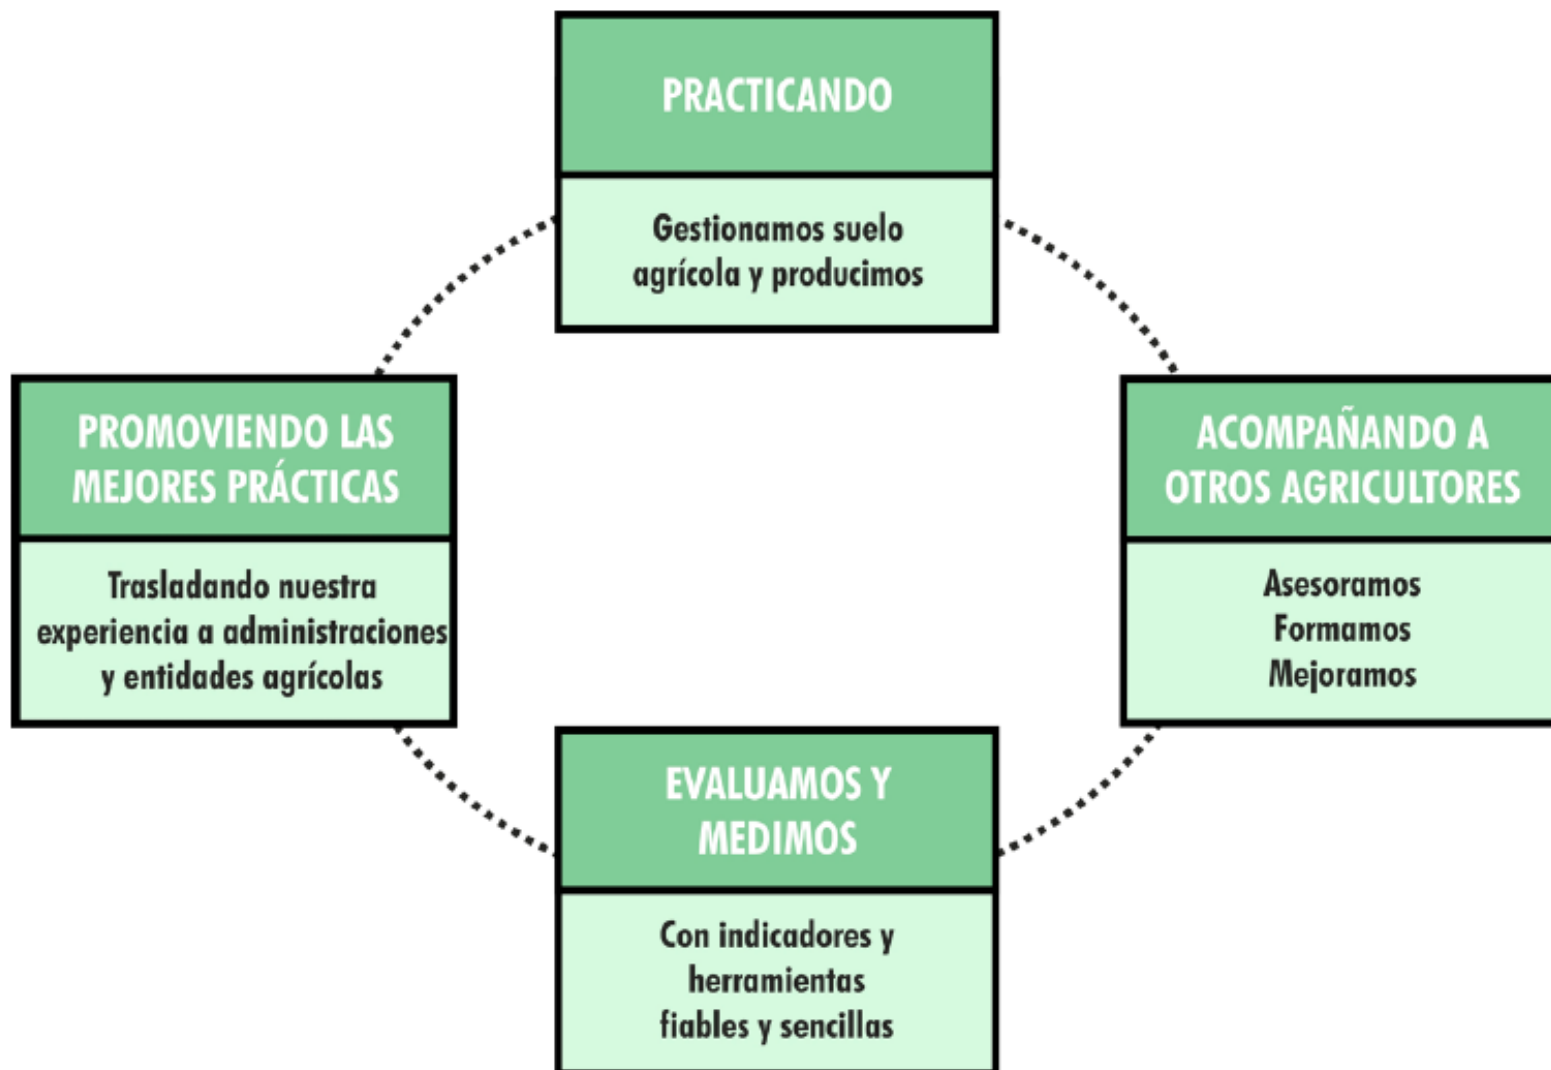 PRACTICANDO
Gestionamos suelo
agrícola y producimos
PROMOVIENDO LAS
MEJORES PRÁCTICAS
Trasladando nuestra
experiencia a administraciones
y entidades agrícolas
ACOMPAÑANDO A
OTROS AGRICULTORES
Asesoramos
Formamos
Mejoramos
EVALUAMOS Y
MEDIMOS
Con indicadores y
herramientas
fiables y sencillas